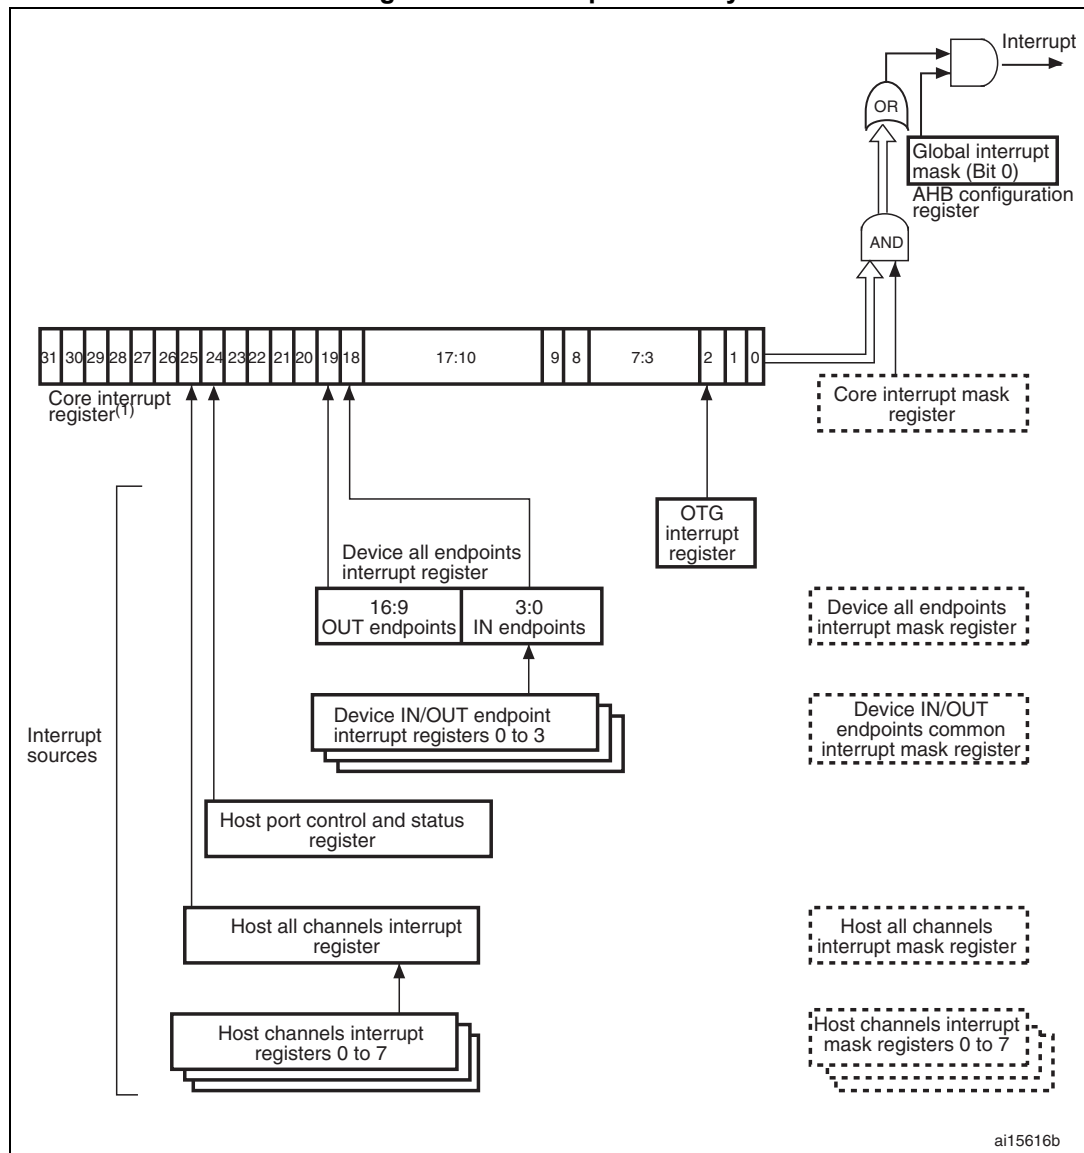 Interrupt
OR
Global interrupt
mask (Bit 0)
AHB configuration
register
AND
31 30 29 28 27 26 25 24 23 22 21 20 19 18 17:10 9 8 7:3 2 1 0
Core interrupt
register(1)
Core interrupt mask
register
OTG
interrupt
register
Device all endpoints
interrupt register
16:9
OUT endpoints
3:0
IN endpoints
Device all endpoints
interrupt mask register
Device IN/OUT endpoint
interrupt registers 0 to 3
Device IN/OUT
endpoints common
interrupt mask register
Interrupt
sources
Host port control and status
register
Host all channels interrupt
register
Host all channels
interrupt mask register
Host channels interrupt
registers 0 to 7
Host channels interrupt
mask registers 0 to 7
ai15616b